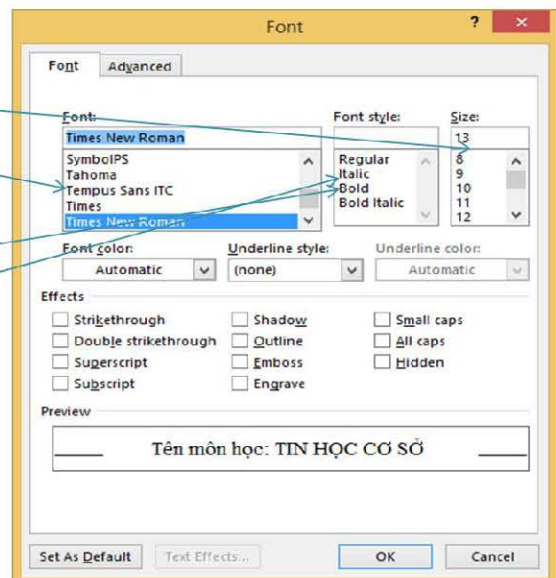 Font ? ×
Font Advanced
Font: Font style: Size:
Times New Roman 13
SymbolPS Regular 8
Tahoma Italic 9
Tempus Sans ITC Bold 10
Times Bold Italic 11
Times New Roman 12
Font color: Underline style: Underline color:
Automatic (none) Automatic
Effects
Strikethrough Shadow Small caps
Double strikethrough Outline All caps
Superscript Emboss Hidden
Subscript Engrave
Preview
Tên môn học: TIN HỌC CƠ SỞ
Set As Default Text Effects... OK Cancel